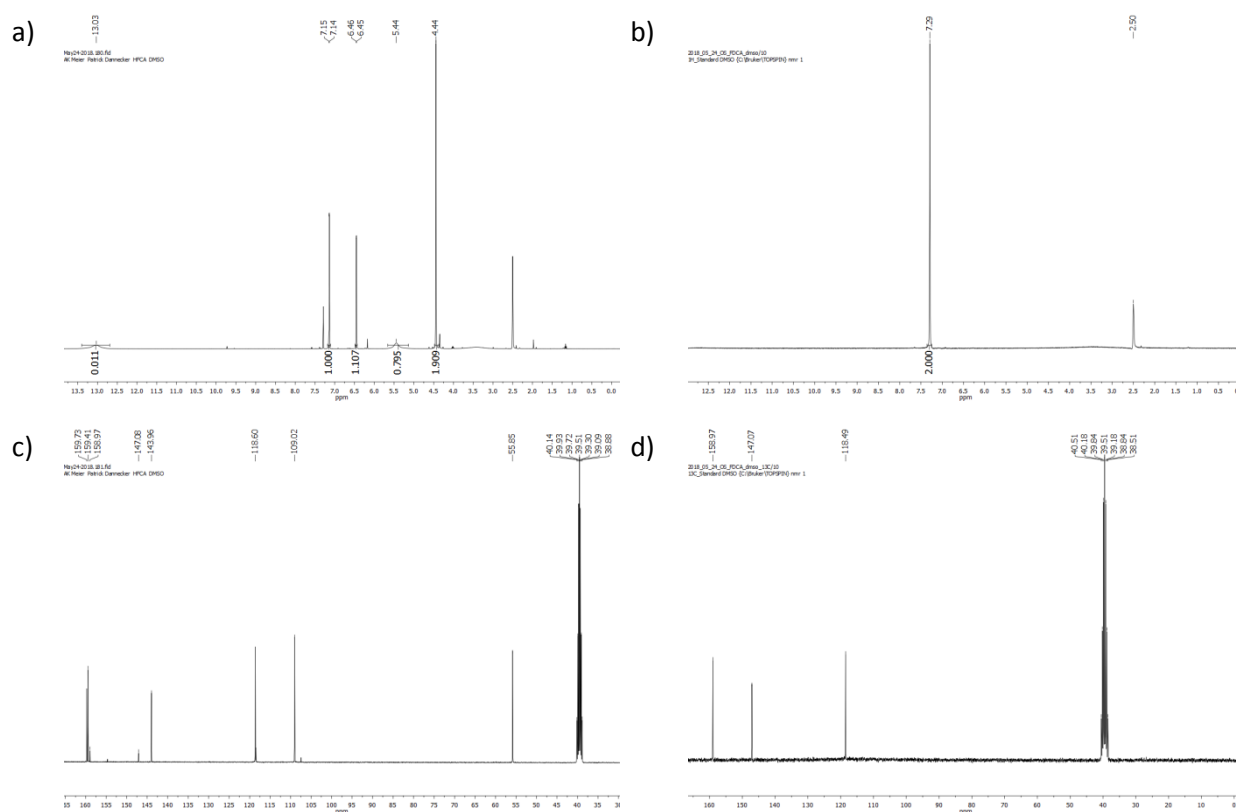 a)
13.03
7.15
7.14
6.46
6.45
5.44
4.44
May24-2018.180.fid
AK Meier Patrick Dannecker HFCA DMSO
0.011
1.000
1.107
0.795
1.909
13.5 13.0 12.5 12.0 11.5 11.0 10.5 10.0 9.5 9.0 8.5 8.0 7.5 7.0 6.5 6.0 5.5 5.0 4.5 4.0 3.5 3.0 2.5 2.0 1.5 1.0 0.5 0.0
ppm
b)
7.29
2.50
2018_05_24_OS_FDCA_dmso/10
1H_Standard DMSO {C:\Bruker\TOPSPIN} nmr 1
2.000
12.5 12.0 11.5 11.0 10.5 10.0 9.5 9.0 8.5 8.0 7.5 7.0 6.5 6.0 5.5 5.0 4.5 4.0 3.5 3.0 2.5 2.0 1.5 1.0 0.5 0.0
ppm
c)
159.73
159.41
158.97
147.08
143.96
118.60
109.02
55.85
40.14
39.93
39.72
39.51
39.30
39.09
38.88
May24-2018.181.fid
AK Meier Patrick Dannecker HFCA DMSO
65 160 155 150 145 140 135 130 125 120 115 110 105 100 95 90 85 80 75 70 65 60 55 50 45 40 35 30
ppm
d)
158.97
147.07
118.49
40.51
40.18
39.84
39.51
39.18
38.84
38.51
2018_05_24_OS_FDCA_dmso_13C/10
13C_Standard DMSO {C:\Bruker\TOPSPIN} nmr 1
160 150 140 130 120 110 100 90 80 70 60 50 40 30 20 10 0